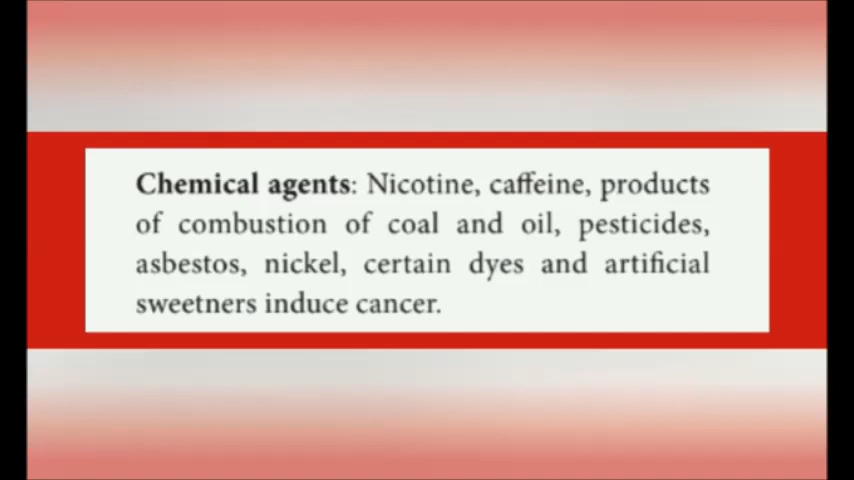 Chemical agents: Nicotine, caffeine, products
of combustion of coal and oil, pesticides,
asbestos, nickel, certain dyes and artificial
sweetners induce cancer.